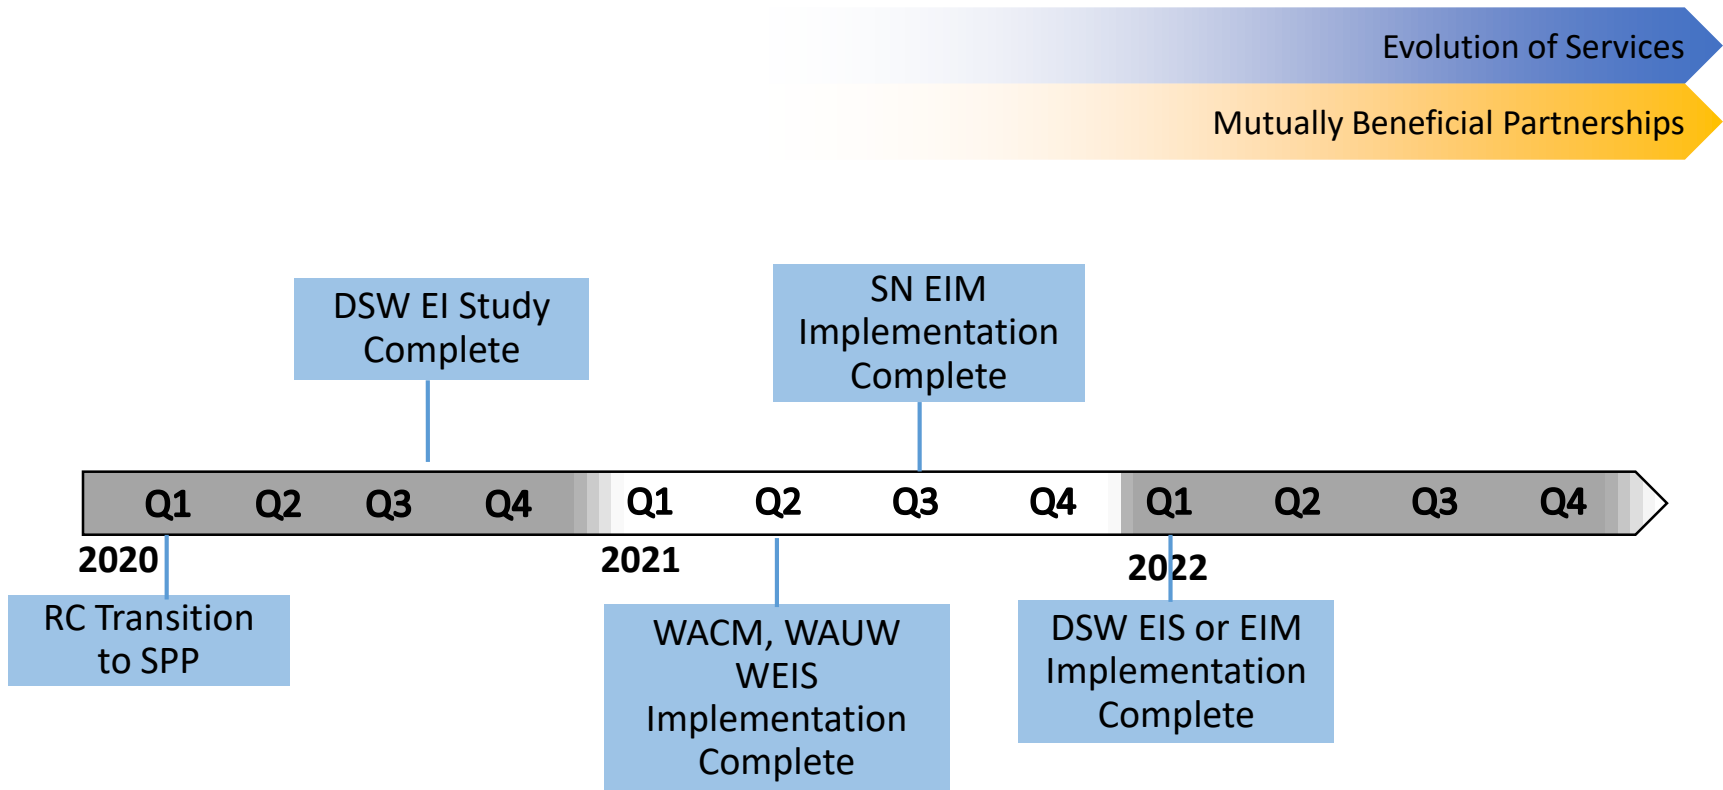 Evolution of Services
Mutually Beneficial Partnerships
DSW EI Study
Complete
SN EIM
Implementation
Complete
Q1 Q2 Q3 Q4 Q1 Q2 Q3 Q4 Q1 Q2 Q3 Q4
2020 2021 2022
RC Transition
to SPP
WACM, WAUW
WEIS
Implementation
Complete
DSW EIS or EIM
Implementation
Complete